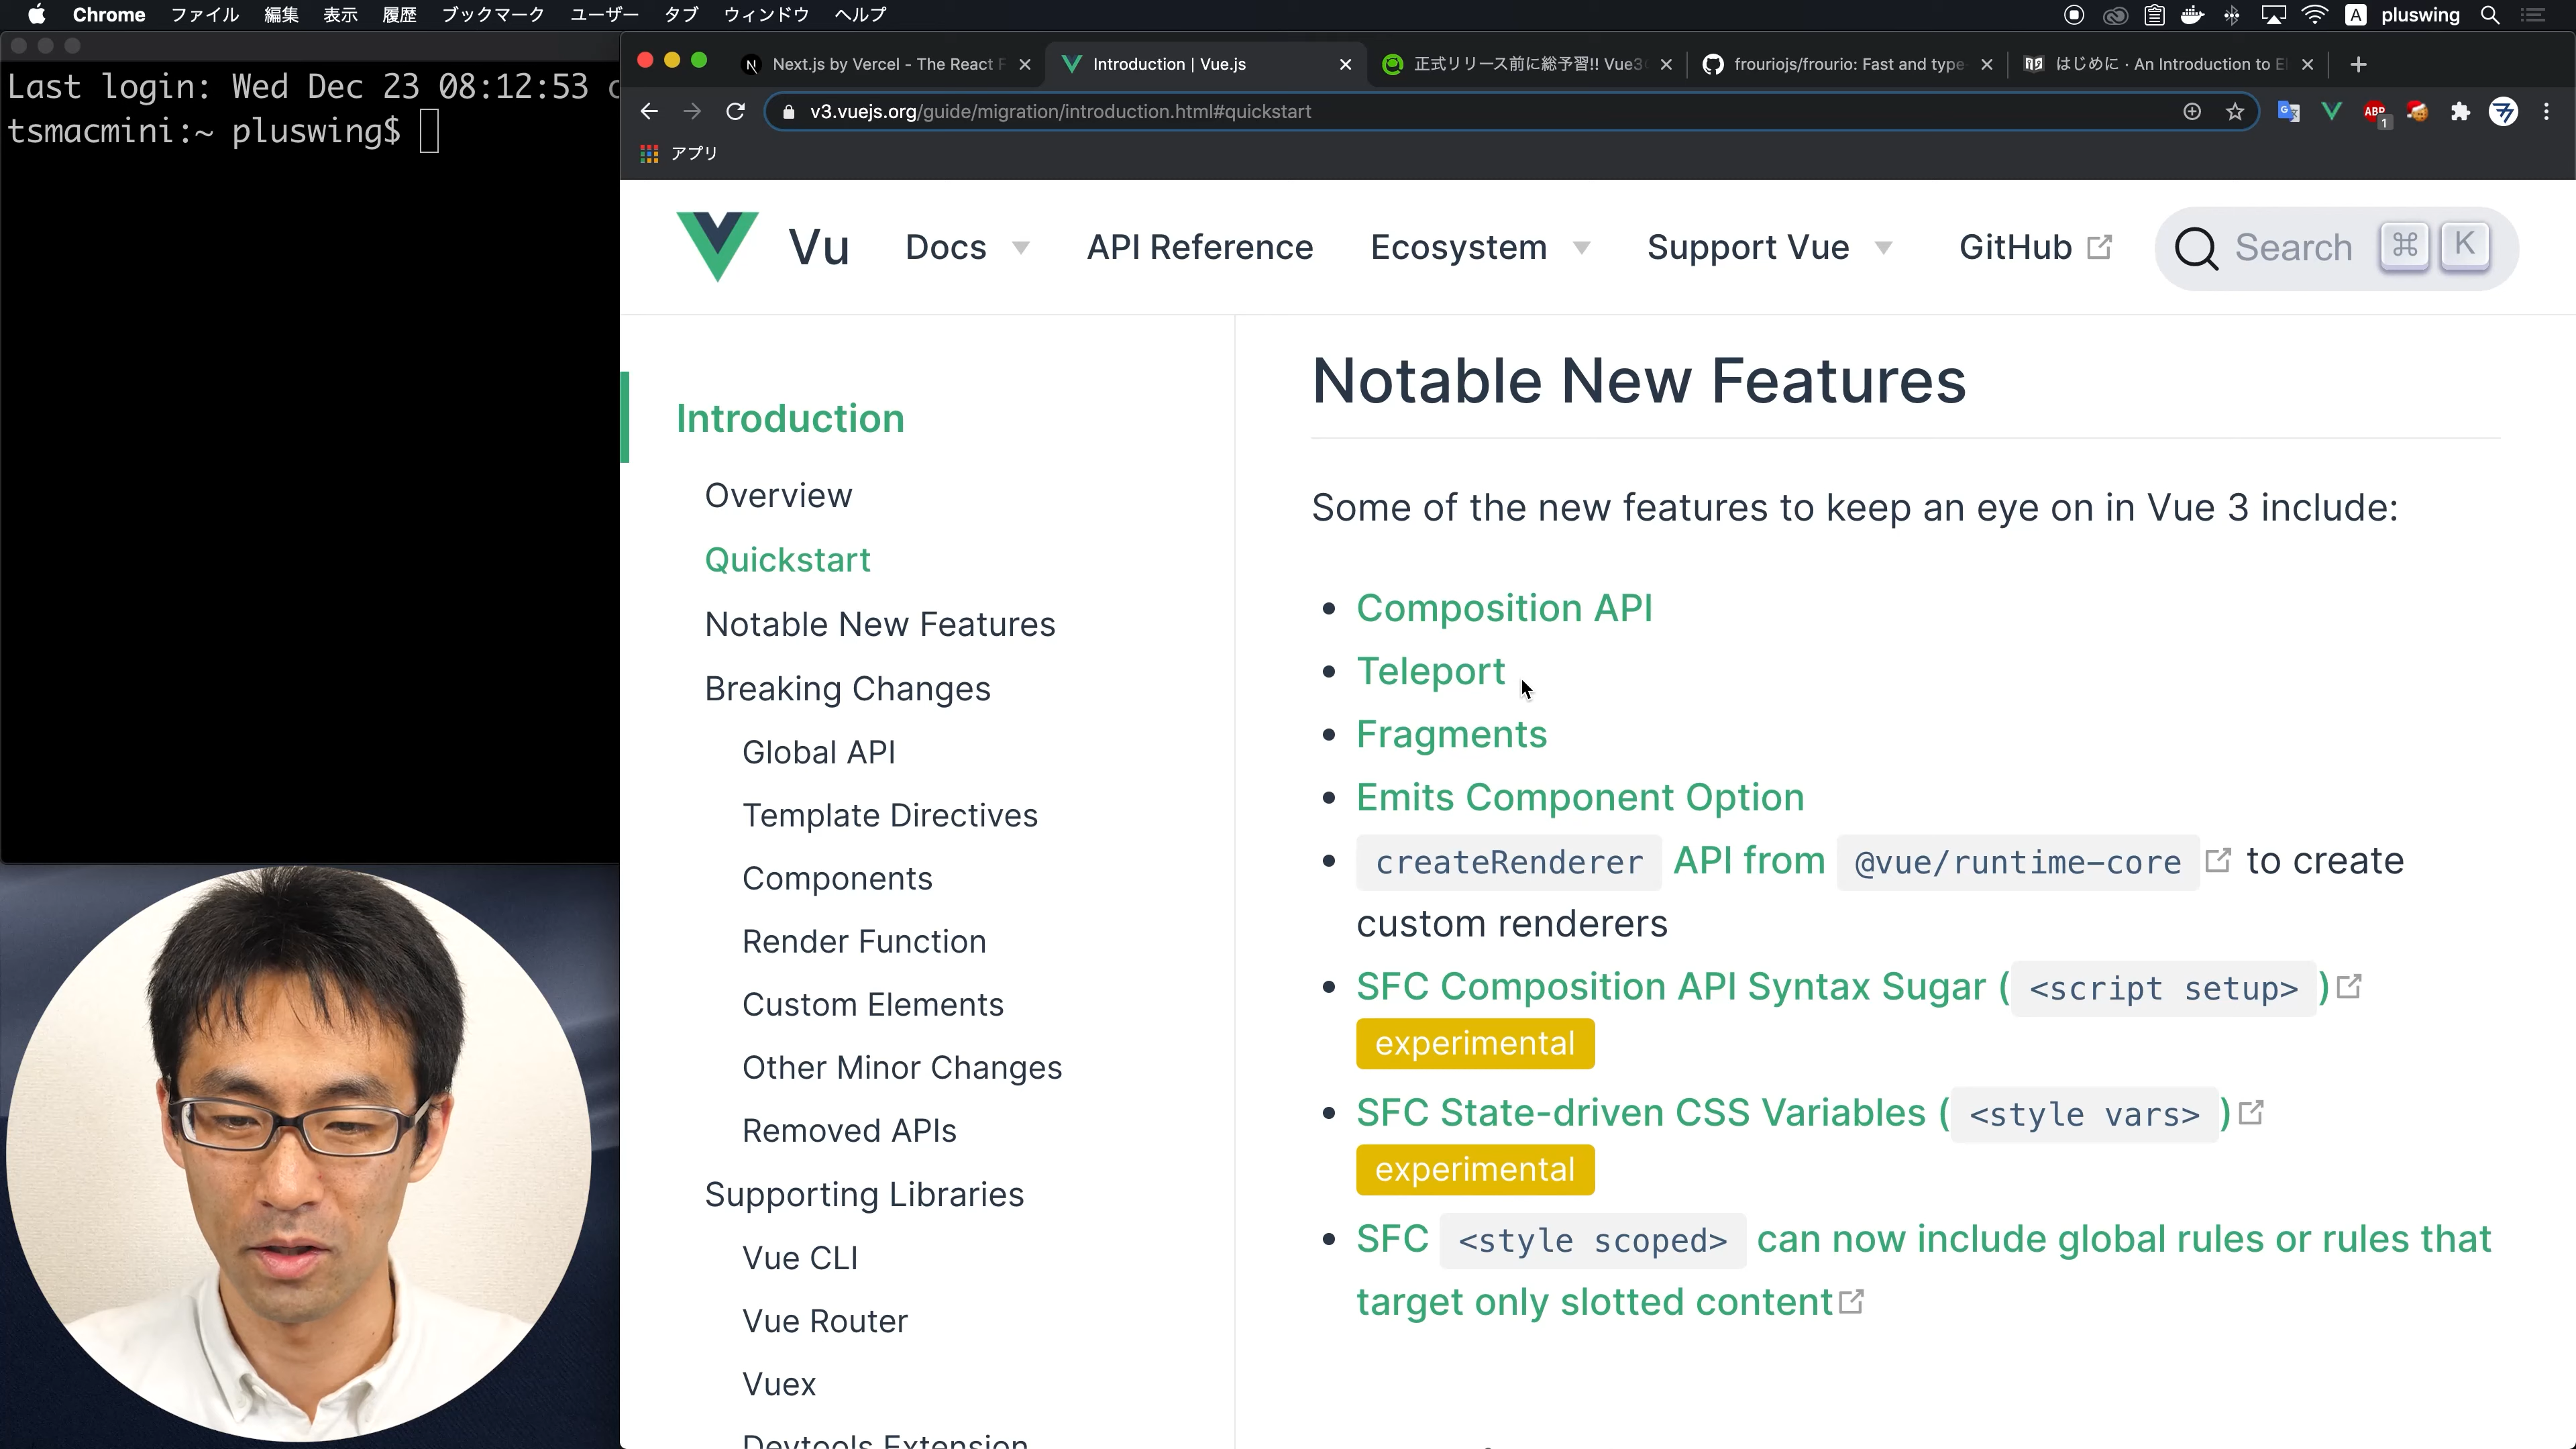 Chrome ファイル 編集 表示 履歴 ブックマーク ユーザー タブ ウィンドウ ヘルプ A pluswing
Last login: Wed Dec 23 08:12:53
tsmacmini:~ pluswing$
Next.js by Vercel - The React
Introduction | Vue.js
正式リリース前に総予習!! Vue3
frouriojs/frourio: Fast and type
はじめに · An Introduction to
v3.vuejs.org/guide/migration/introduction.html#quickstart
ABP 1
アプリ
Vu Docs API Reference Ecosystem Support Vue GitHub Search ⌘ K
Introduction
Overview
Quickstart
Notable New Features
Breaking Changes
Global API
Template Directives
Components
Render Function
Custom Elements
Other Minor Changes
Removed APIs
Supporting Libraries
Vue CLI
Vue Router
Vuex
Devtools Extension
Notable New Features
Some of the new features to keep an eye on in Vue 3 include:
• Composition API
• Teleport
• Fragments
• Emits Component Option
• createRenderer API from @vue/runtime-core to create
custom renderers
• SFC Composition API Syntax Sugar ( <script setup> )
experimental
• SFC State-driven CSS Variables ( <style vars> )
experimental
• SFC <style scoped> can now include global rules or rules that
target only slotted content